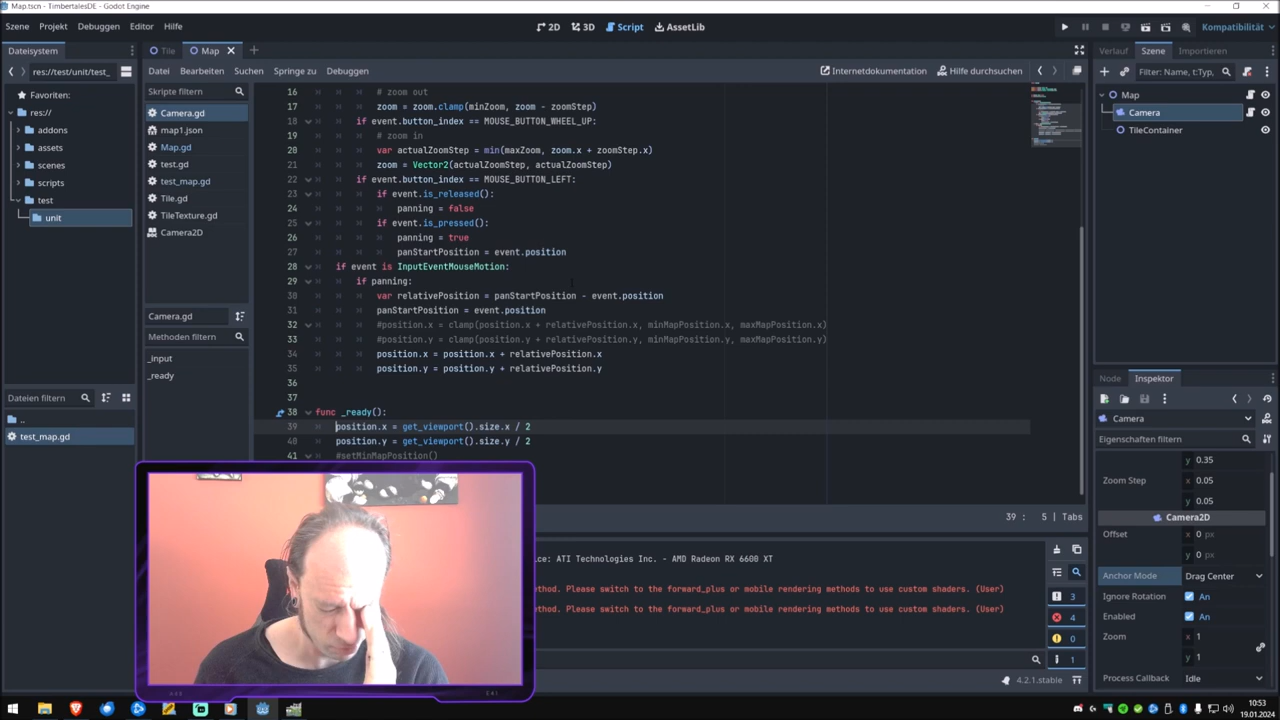 Map.tscn - TimbertalesDE - Godot Engine
Szene Projekt Debuggen Editor Hilfe
2D 3D Script AssetLib
Kompatibilität
Dateisystem
Tile Map
Verlauf Szene Importieren
res://test/unit/test_
Datei Bearbeiten Suchen Springe zu Debuggen
Internetdokumentation Hilfe durchsuchen
Filter: Name, t:Typ,
Favoriten:
res://
addons
assets
scenes
scripts
test
unit
Skripte filtern
Camera.gd
map1.json
Map.gd
test.gd
test_map.gd
Tile.gd
TileTexture.gd
Camera2D
Camera.gd
Methoden filtern
_input
_ready
Dateien filtern
..
test_map.gd
16 # zoom out
17 zoom = zoom.clamp(minZoom, zoom - zoomStep)
18 if event.button_index == MOUSE_BUTTON_WHEEL_UP:
19 # zoom in
20 var actualZoomStep = min(maxZoom, zoom.x + zoomStep.x)
21 zoom = Vector2(actualZoomStep, actualZoomStep)
22 if event.button_index == MOUSE_BUTTON_LEFT:
23 if event.is_released():
24 panning = false
25 if event.is_pressed():
26 panning = true
27 panStartPosition = event.position
28 if event is InputEventMouseMotion:
29 if panning:
30 var relativePosition = panStartPosition - event.position
31 panStartPosition = event.position
32 #position.x = clamp(position.x + relativePosition.x, minMapPosition.x, maxMapPosition.x)
33 #position.y = clamp(position.y + relativePosition.y, minMapPosition.y, maxMapPosition.y)
34 position.x = position.x + relativePosition.x
35 position.y = position.y + relativePosition.y
36
37
38 func _ready():
39 position.x = get_viewport().size.x / 2
40 position.y = get_viewport().size.y / 2
41 #setMinMapPosition()
39 : 5 | Tabs
ice: ATI Technologies Inc. - AMD Radeon RX 6600 XT
ethod. Please switch to the forward_plus or mobile rendering methods to use custom shaders. (User)
ethod. Please switch to the forward_plus or mobile rendering methods to use custom shaders. (User)
3
4
0
1
4.2.1.stable
Map
Camera
TileContainer
Node Inspektor
Camera
Eigenschaften filtern
y 0.35
Zoom Step x 0.05
y 0.05
Camera2D
Offset x 0 px
y 0 px
Anchor Mode Drag Center
Ignore Rotation An
Enabled An
Zoom x 1
y 1
Process Callback Idle
10:53
19.01.2024